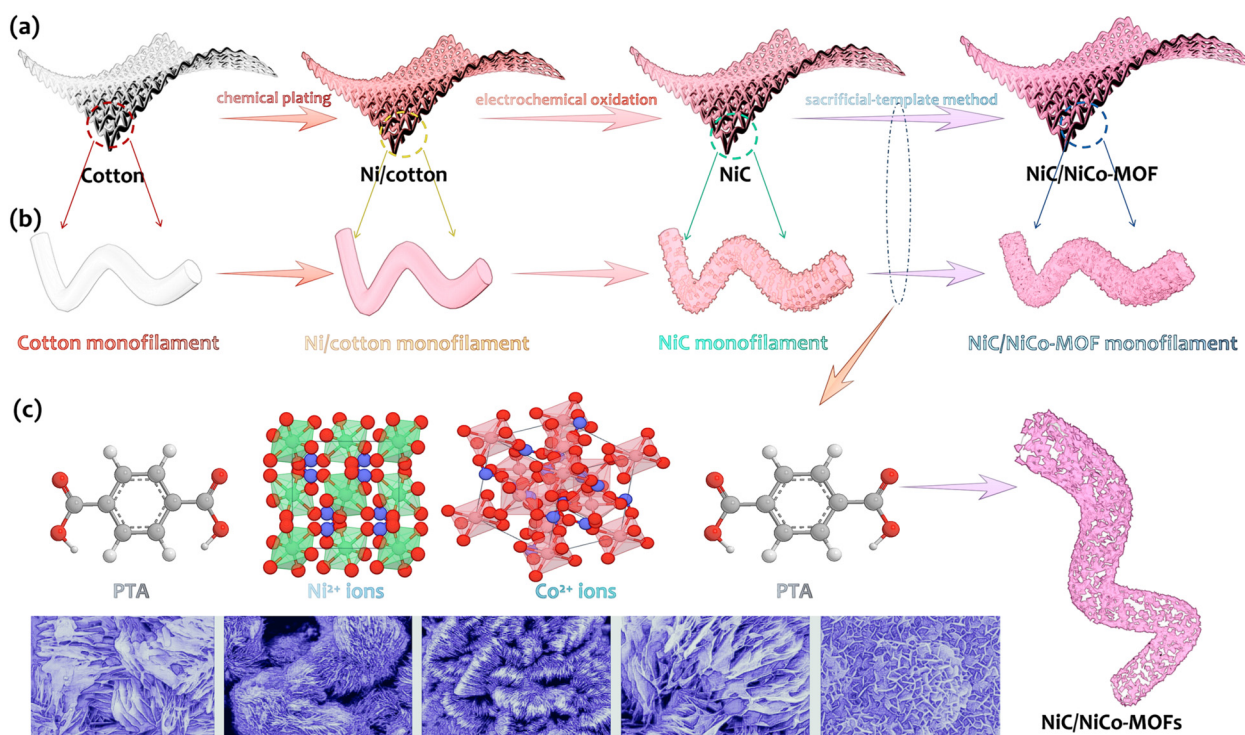 (a)
chemical plating
electrochemical oxidation
sacrificial-template method
Cotton
Ni/cotton
NiC
NiC/NiCo-MOF
(b)
Cotton monofilament
Ni/cotton monofilament
NiC monofilament
NiC/NiCo-MOF monofilament
(c)
PTA
Ni²⁺ ions
Co²⁺ ions
PTA
NiC/NiCo-MOFs